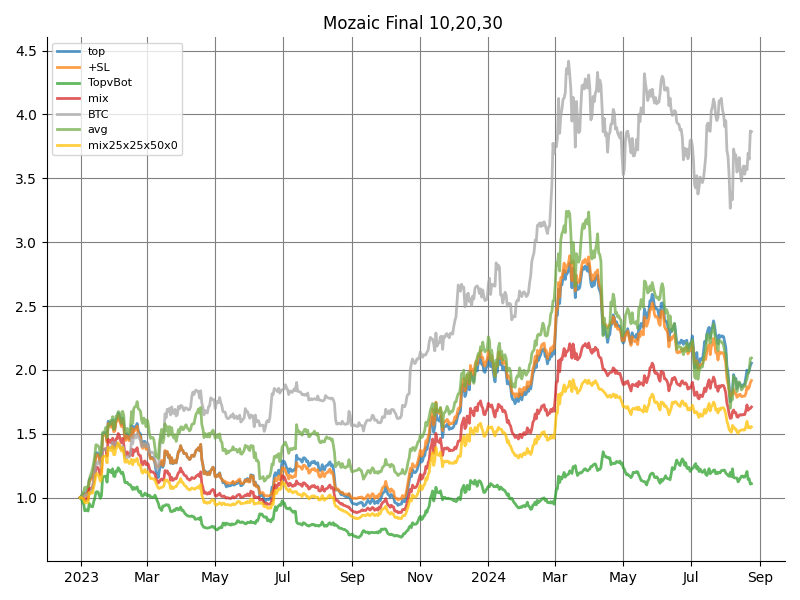 Mozaic Final 10,20,30
top
+SL
TopvBot
mix
BTC
avg
mix25x25x50x0
4.5
4.0
3.5
3.0
2.5
2.0
1.5
1.0
2023 Mar May Jul Sep Nov 2024 Mar May Jul Sep